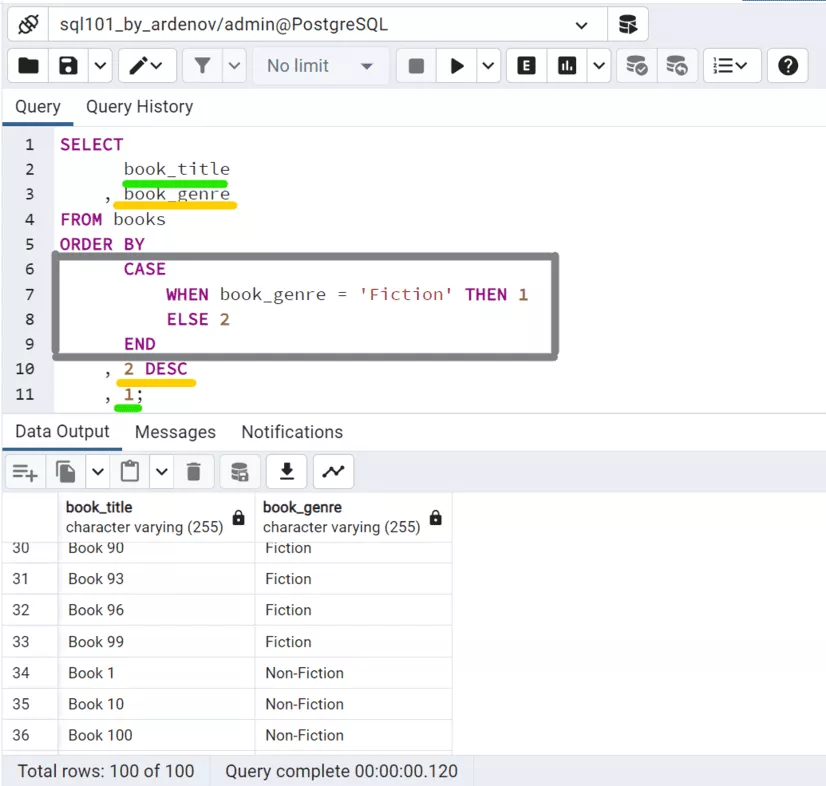 sql101_by_ardenov/admin@PostgreSQL
No limit
E
Query Query History
1 SELECT
2 book_title
3 , book_genre
4 FROM books
5 ORDER BY
6 CASE
7 WHEN book_genre = 'Fiction' THEN 1
8 ELSE 2
9 END
10 , 2 DESC
11 , 1;
Data Output Messages Notifications
book_title book_genre
character varying (255) character varying (255)
30 Book 90 Fiction
31 Book 93 Fiction
32 Book 96 Fiction
33 Book 99 Fiction
34 Book 1 Non-Fiction
35 Book 10 Non-Fiction
36 Book 100 Non-Fiction
Total rows: 100 of 100 Query complete 00:00:00.120